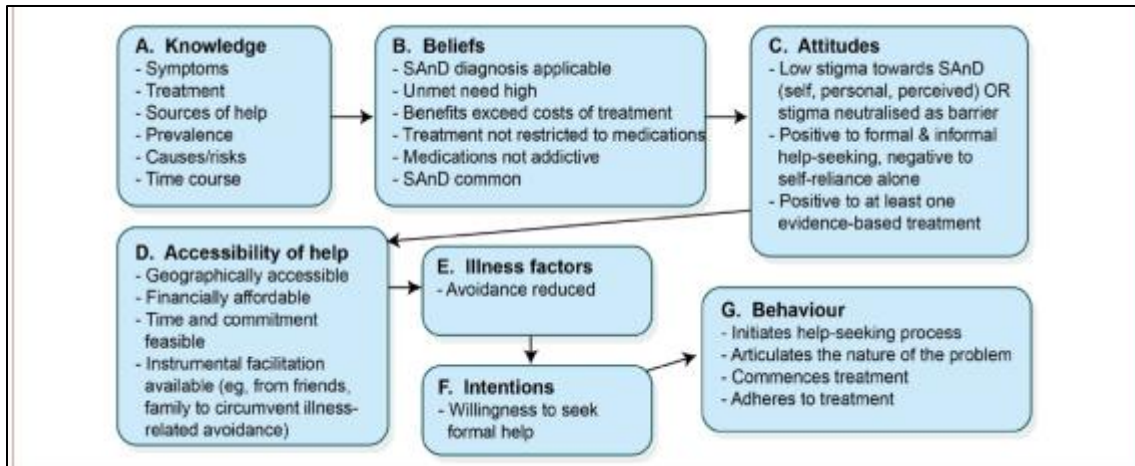 A. Knowledge
- Symptoms
- Treatment
- Sources of help
- Prevalence
- Causes/risks
- Time course
B. Beliefs
- SAnD diagnosis applicable
- Unmet need high
- Benefits exceed costs of treatment
- Treatment not restricted to medications
- Medications not addictive
- SAnD common
C. Attitudes
- Low stigma towards SAnD
(self, personal, perceived) OR
stigma neutralised as barrier
- Positive to formal & informal
help-seeking, negative to
self-reliance alone
- Positive to at least one
evidence-based treatment
D. Accessibility of help
- Geographically accessible
- Financially affordable
- Time and commitment
feasible
- Instrumental facilitation
available (eg, from friends,
family to circumvent illness-
related avoidance)
E. Illness factors
- Avoidance reduced
F. Intentions
- Willingness to seek
formal help
G. Behaviour
- Initiates help-seeking process
- Articulates the nature of the problem
- Commences treatment
- Adheres to treatment